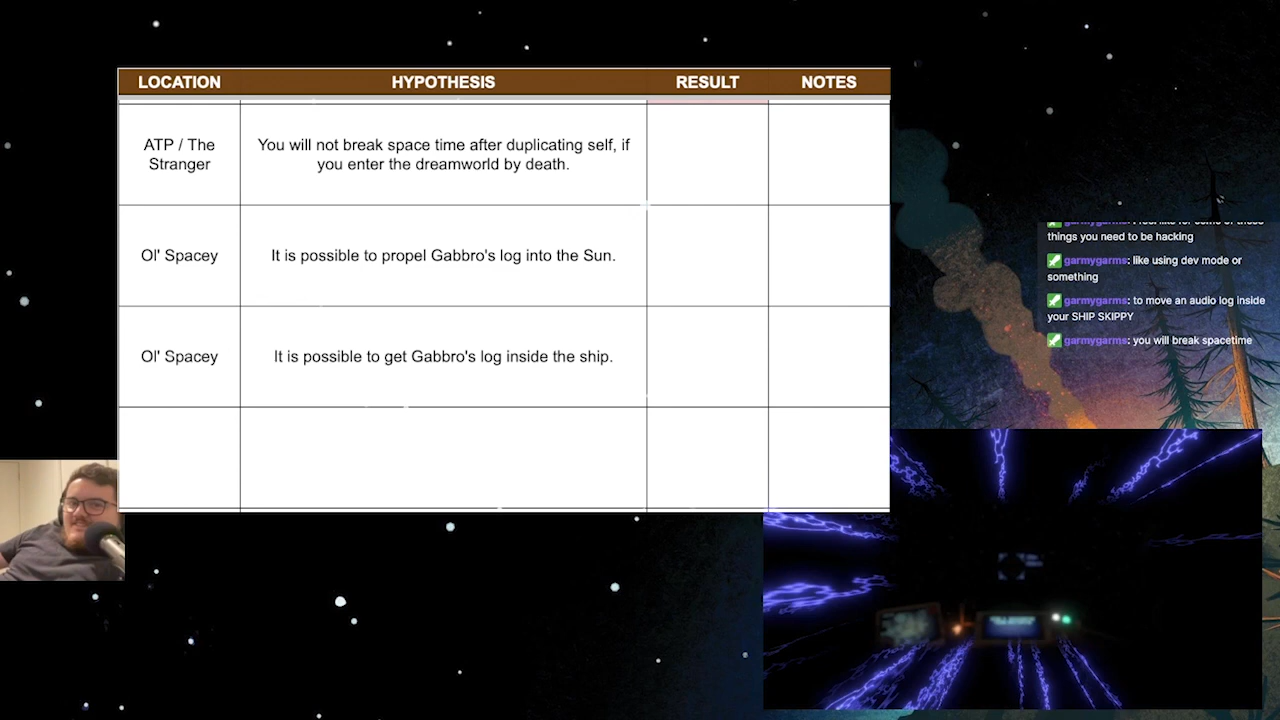 LOCATION HYPOTHESIS RESULT NOTES
ATP / The
Stranger
You will not break space time after duplicating self, if
you enter the dreamworld by death.
Ol' Spacey
It is possible to propel Gabbro's log into the Sun.
Ol' Spacey
It is possible to get Gabbro's log inside the ship.
things you need to be hacking
garmygarms: like using dev mode or
something
garmygarms: to move an audio log inside
your SHIP SKIPPY
garmygarms: you will break spacetime